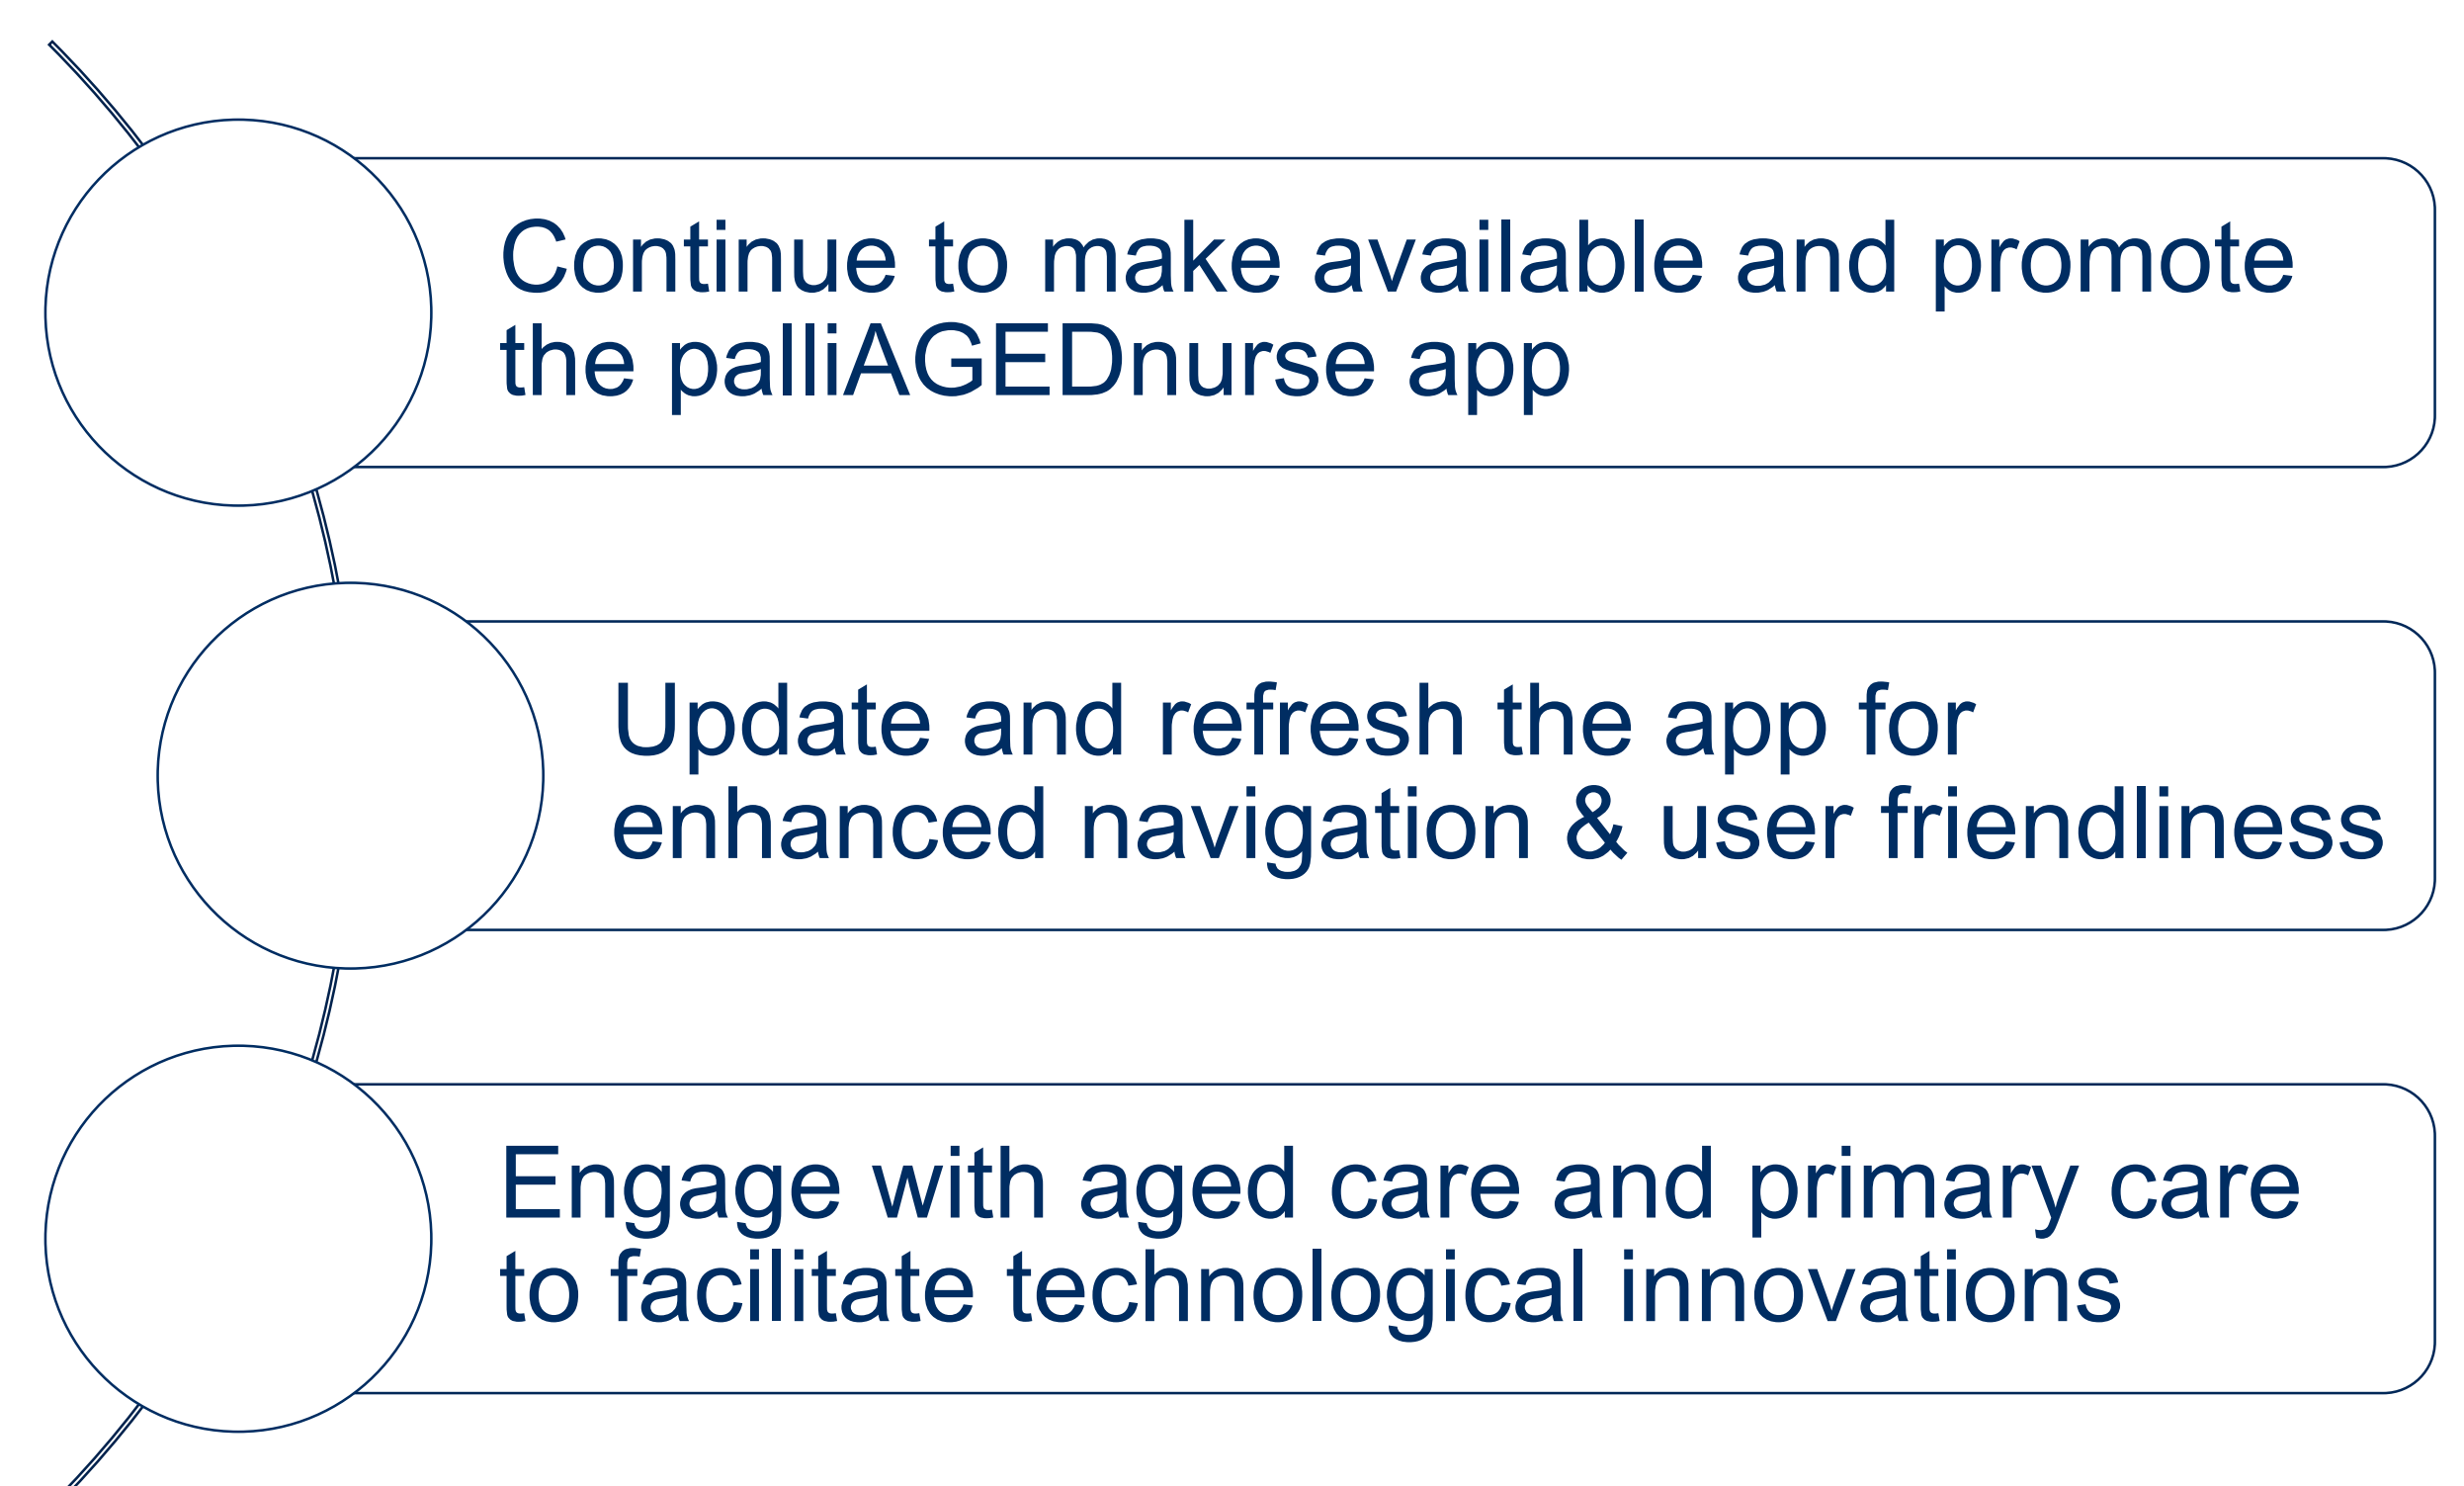 Continue to make available and promote
the palliAGEDnurse app
Update and refresh the app for
enhanced navigation & user friendliness
Engage with aged care and primary care
to facilitate technological innovations